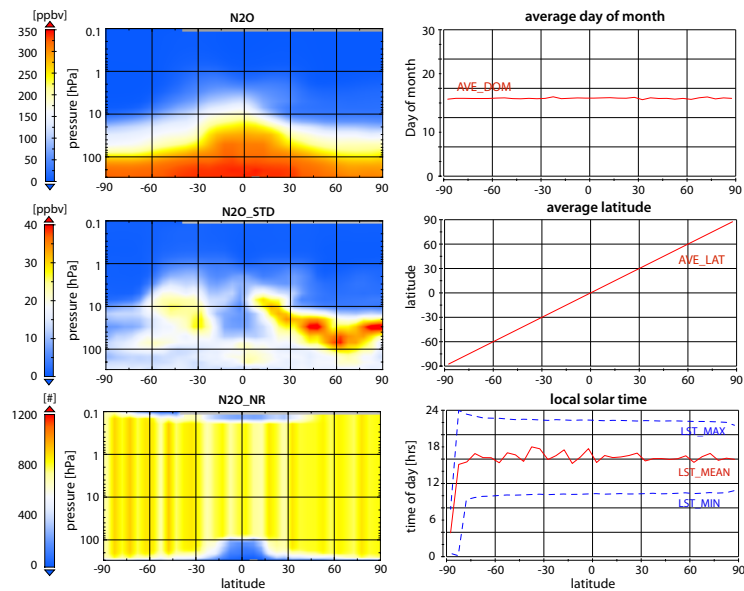 [ppbv]
N2O
350
300
250
200
150
100
50
0
pressure [hPa]
0.1
1
10
100
-90 -60 -30 0 30 60 90
average day of month
Day of month
30
20
10
0
AVE_DOM
-90 -60 -30 0 30 60 90
[ppbv]
N2O_STD
40
30
20
10
0
pressure [hPa]
0.1
1
10
100
-90 -60 -30 0 30 60 90
average latitude
latitude
90
60
30
0
-30
-60
-90
AVE_LAT
-90 -60 -30 0 30 60 90
[#]
N2O_NR
1200
1000
800
600
400
200
0
pressure [hPa]
0.1
1
10
100
-90 -60 -30 0 30 60 90
latitude
local solar time
time of day [hrs]
24
18
12
6
0
LST_MAX
LST_MEAN
LST_MIN
-90 -60 -30 0 30 60 90
latitude